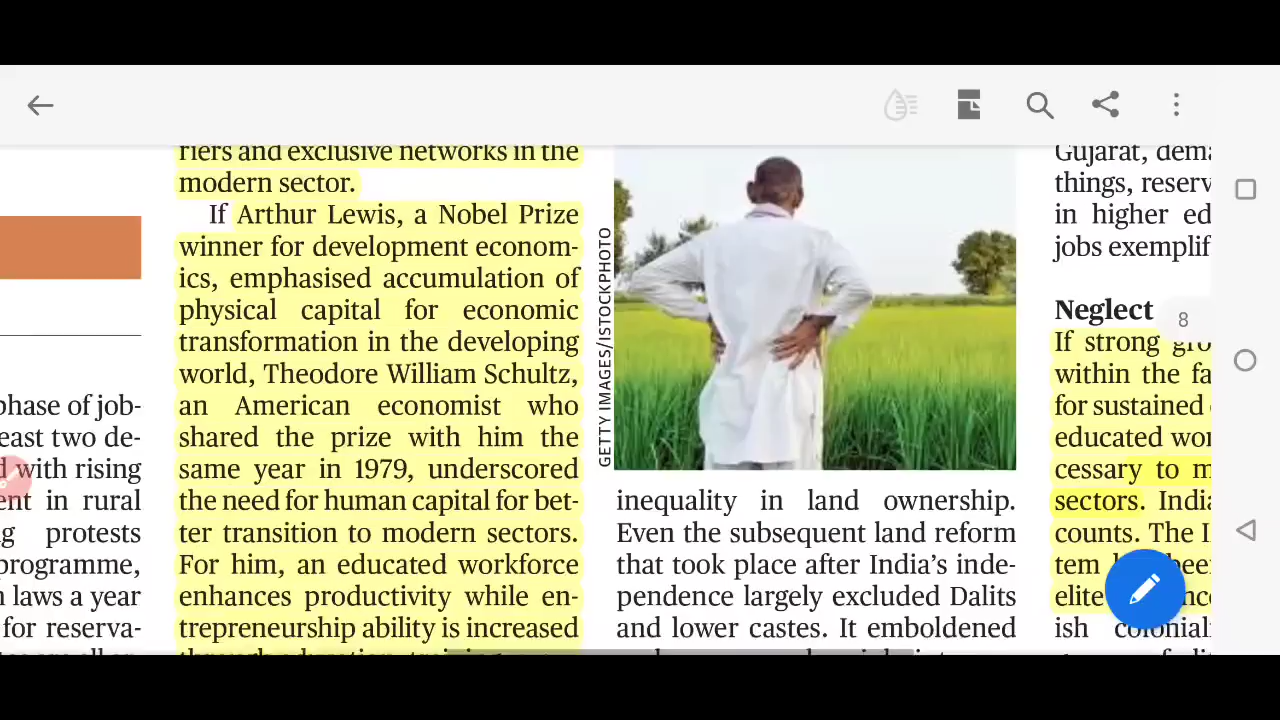 phase of job-
east two de-
d with rising
ent in rural
g protests
programme,
n laws a year
for reserva-
riers and exclusive networks in the
modern sector.
If Arthur Lewis, a Nobel Prize
winner for development econom-
ics, emphasised accumulation of
physical capital for economic
transformation in the developing
world, Theodore William Schultz,
an American economist who
shared the prize with him the
same year in 1979, underscored
the need for human capital for bet-
ter transition to modern sectors.
For him, an educated workforce
enhances productivity while en-
trepreneurship ability is increased
GETTY IMAGES/ISTOCKPHOTO
inequality in land ownership.
Even the subsequent land reform
that took place after India's inde-
pendence largely excluded Dalits
and lower castes. It emboldened
Gujarat, dema
things, reserv
in higher ed
jobs exemplif
Neglect
8
If strong gro
within the fa
for sustained
educated wor
cessary to m
sectors. India
counts. The I
tem
elite
ish colonial